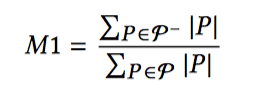 M1 = ∑_{P∈𝒫⁻} |P| / ∑_{P∈𝒫} |P|